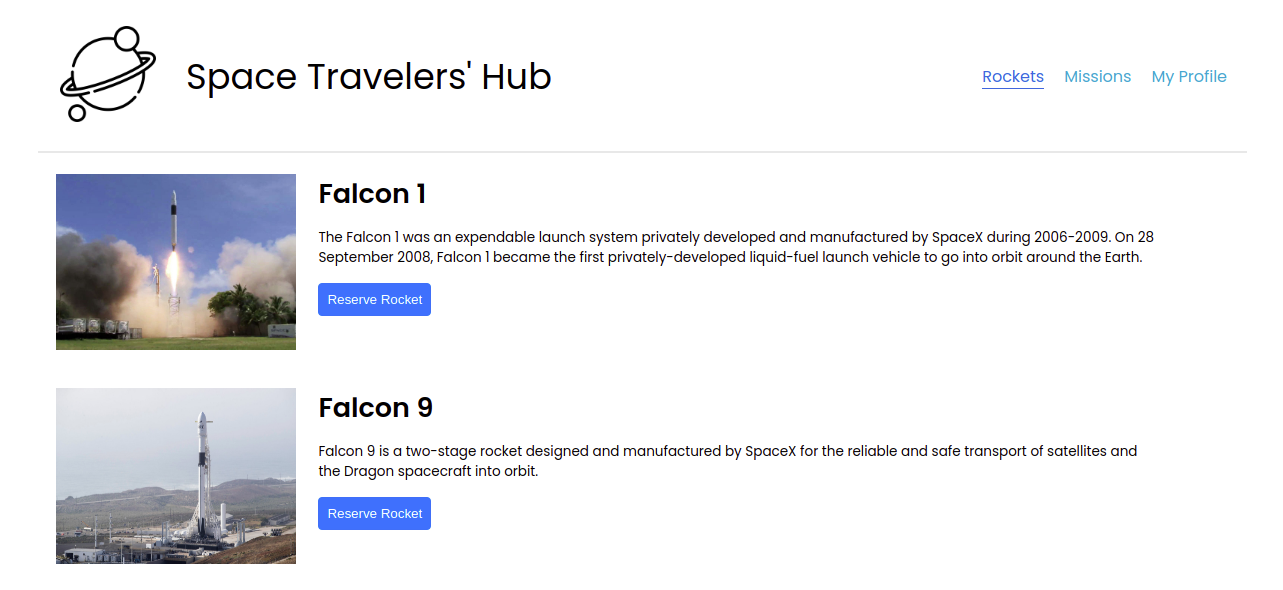 Space Travelers' Hub
Rockets Missions My Profile
Falcon 1
The Falcon 1 was an expendable launch system privately developed and manufactured by SpaceX during 2006-2009. On 28
September 2008, Falcon 1 became the first privately-developed liquid-fuel launch vehicle to go into orbit around the Earth.
Reserve Rocket
Falcon 9
Falcon 9 is a two-stage rocket designed and manufactured by SpaceX for the reliable and safe transport of satellites and
the Dragon spacecraft into orbit.
Reserve Rocket